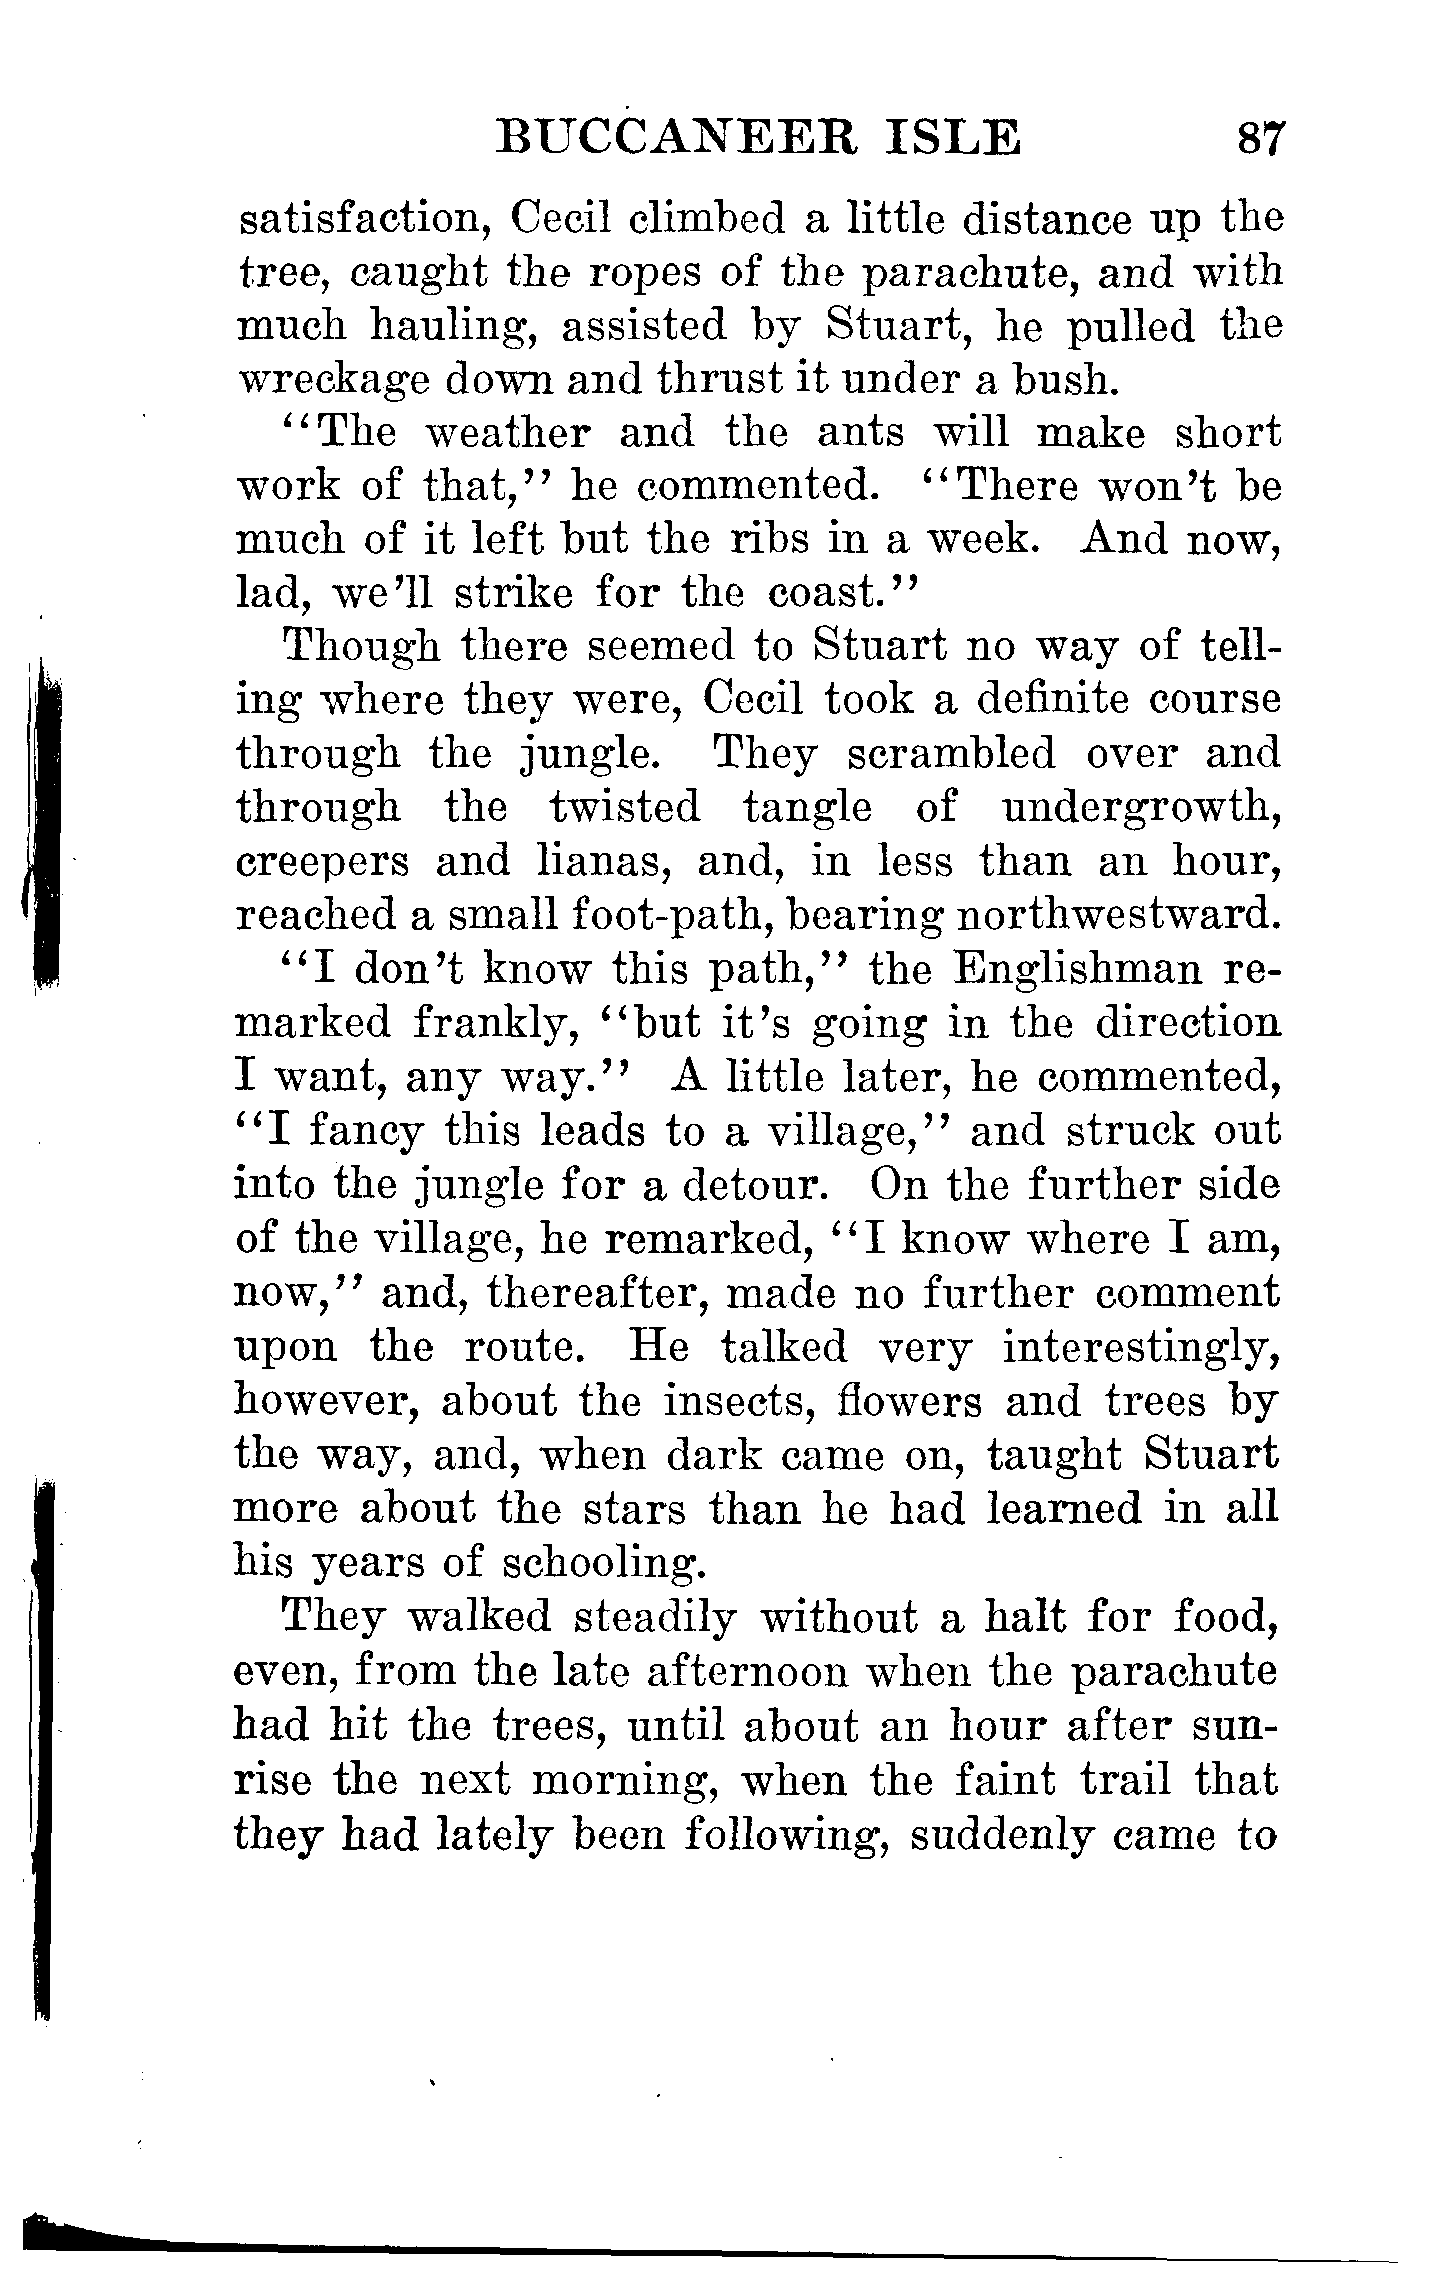 BUCCANEER ISLE 87
satisfaction, Cecil climbed a little distance up the
tree, caught the ropes of the parachute, and with
much hauling, assisted by Stuart, he pulled the
wreckage down and thrust it under a bush.
"The weather and the ants will make short
work of that," he commented. "There won't be
much of it left but the ribs in a week. And now,
lad, we'll strike for the coast."
Though there seemed to Stuart no way of tell-
ing where they were, Cecil took a definite course
through the jungle. They scrambled over and
through the twisted tangle of undergrowth,
creepers and lianas, and, in less than an hour,
reached a small foot-path, bearing northwestward.
"I don't know this path," the Englishman re-
marked frankly, "but it's going in the direction
I want, any way." A little later, he commented,
"I fancy this leads to a village," and struck out
into the jungle for a detour. On the further side
of the village, he remarked, "I know where I am,
now," and, thereafter, made no further comment
upon the route. He talked very interestingly,
however, about the insects, flowers and trees by
the way, and, when dark came on, taught Stuart
more about the stars than he had learned in all
his years of schooling.
They walked steadily without a halt for food,
even, from the late afternoon when the parachute
had hit the trees, until about an hour after sun-
rise the next morning, when the faint trail that
they had lately been following, suddenly came to